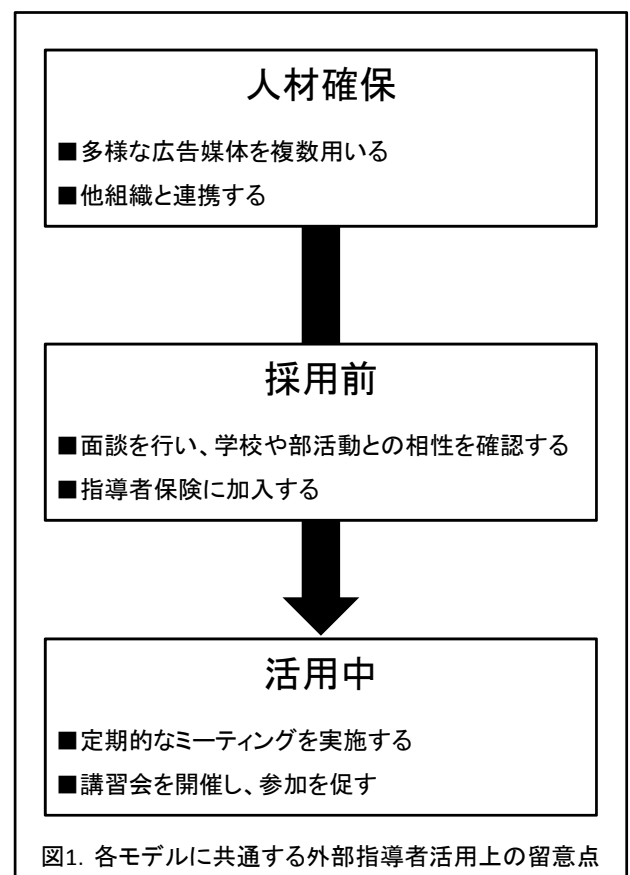 人材確保
■多様な広告媒体を複数用いる
■他組織と連携する
採用前
■面談を行い、学校や部活動との相性を確認する
■指導者保険に加入する
活用中
■定期的なミーティングを実施する
■講習会を開催し、参加を促す
図1. 各モデルに共通する外部指導者活用上の留意点